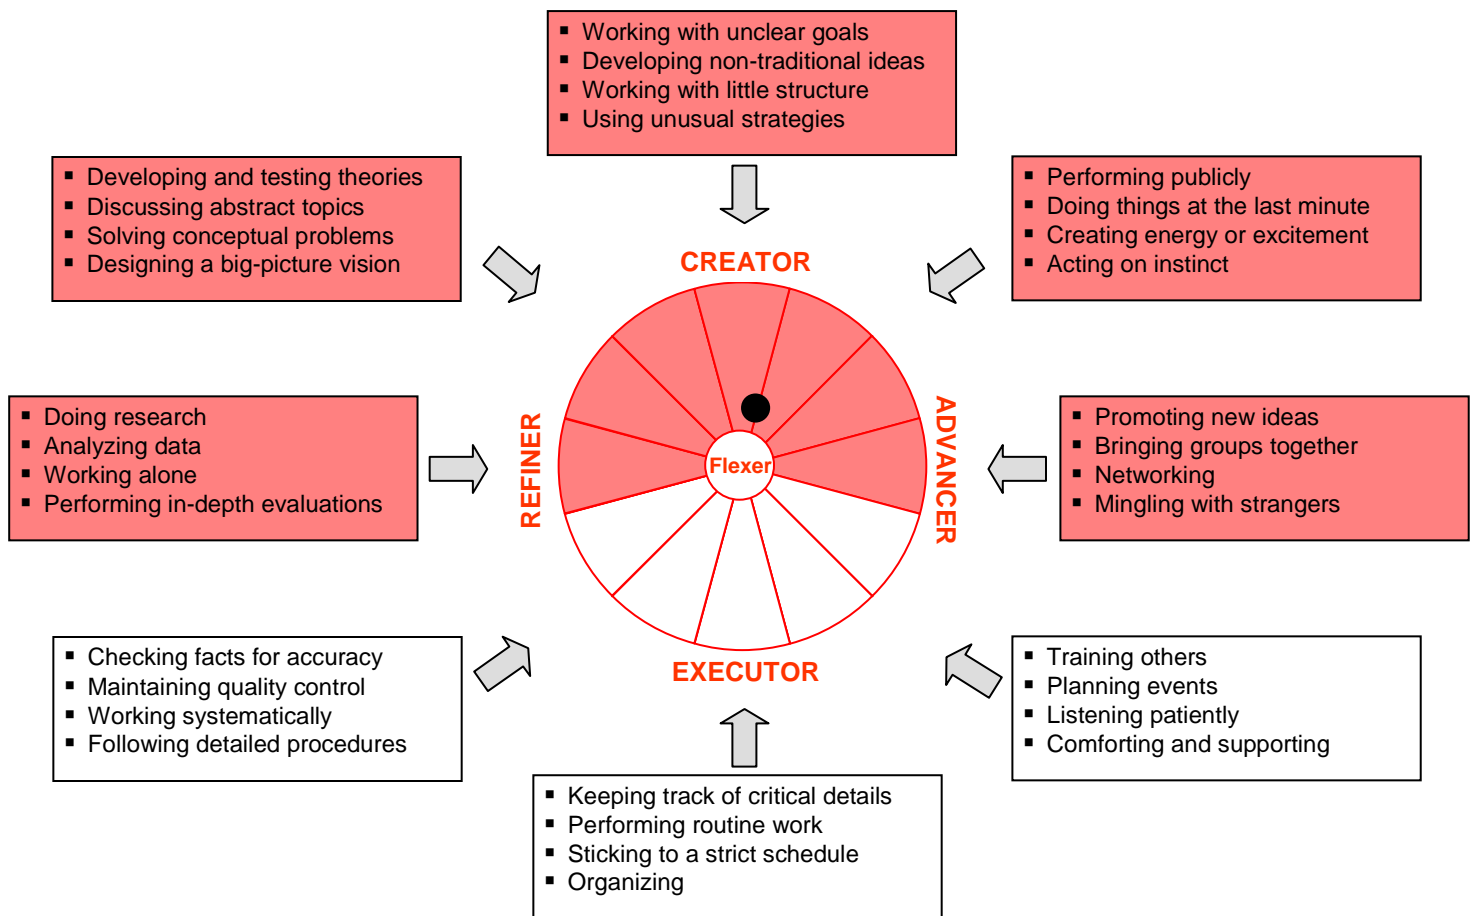 ▪ Working with unclear goals
▪ Developing non-traditional ideas
▪ Working with little structure
▪ Using unusual strategies
▪ Developing and testing theories
▪ Discussing abstract topics
▪ Solving conceptual problems
▪ Designing a big-picture vision
▪ Performing publicly
▪ Doing things at the last minute
▪ Creating energy or excitement
▪ Acting on instinct
CREATOR
▪ Doing research
▪ Analyzing data
▪ Working alone
▪ Performing in-depth evaluations
REFINER
Flexer
ADVANCER
▪ Promoting new ideas
▪ Bringing groups together
▪ Networking
▪ Mingling with strangers
EXECUTOR
▪ Checking facts for accuracy
▪ Maintaining quality control
▪ Working systematically
▪ Following detailed procedures
▪ Training others
▪ Planning events
▪ Listening patiently
▪ Comforting and supporting
▪ Keeping track of critical details
▪ Performing routine work
▪ Sticking to a strict schedule
▪ Organizing